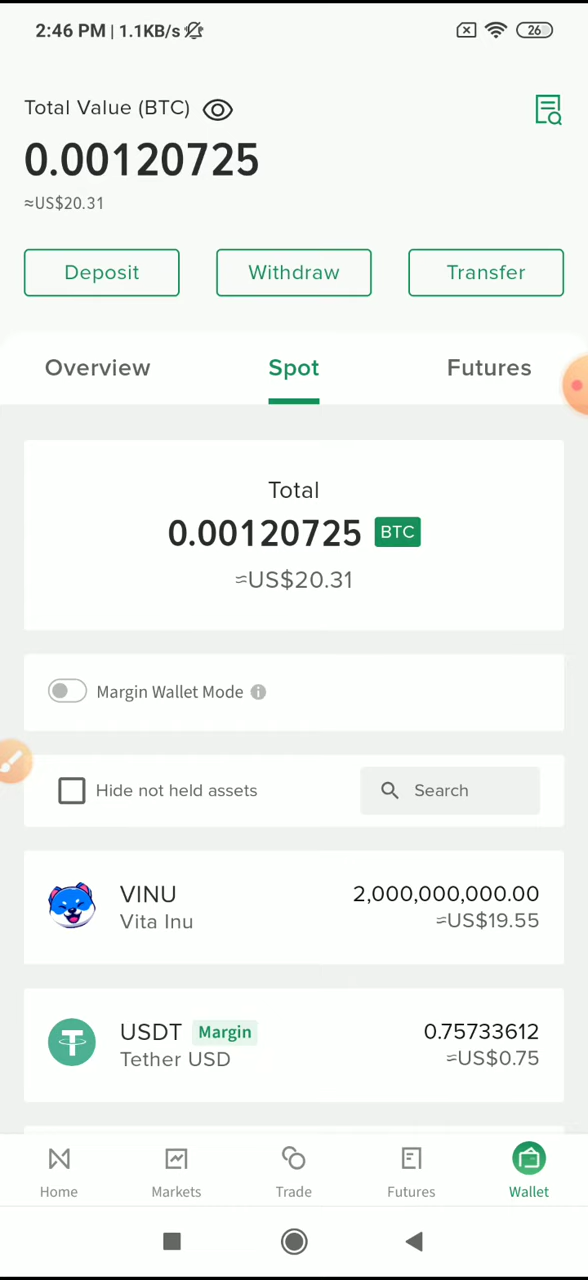 2:46 PM | 1.1KB/s
26
Total Value (BTC)
0.00120725
≈US$20.31
Deposit
Withdraw
Transfer
Overview
Spot
Futures
Total
0.00120725 BTC
≈US$20.31
Margin Wallet Mode
Hide not held assets
Search
VINU
2,000,000,000.00
Vita Inu
≈US$19.55
USDT Margin
0.75733612
Tether USD
≈US$0.75
Home
Markets
Trade
Futures
Wallet